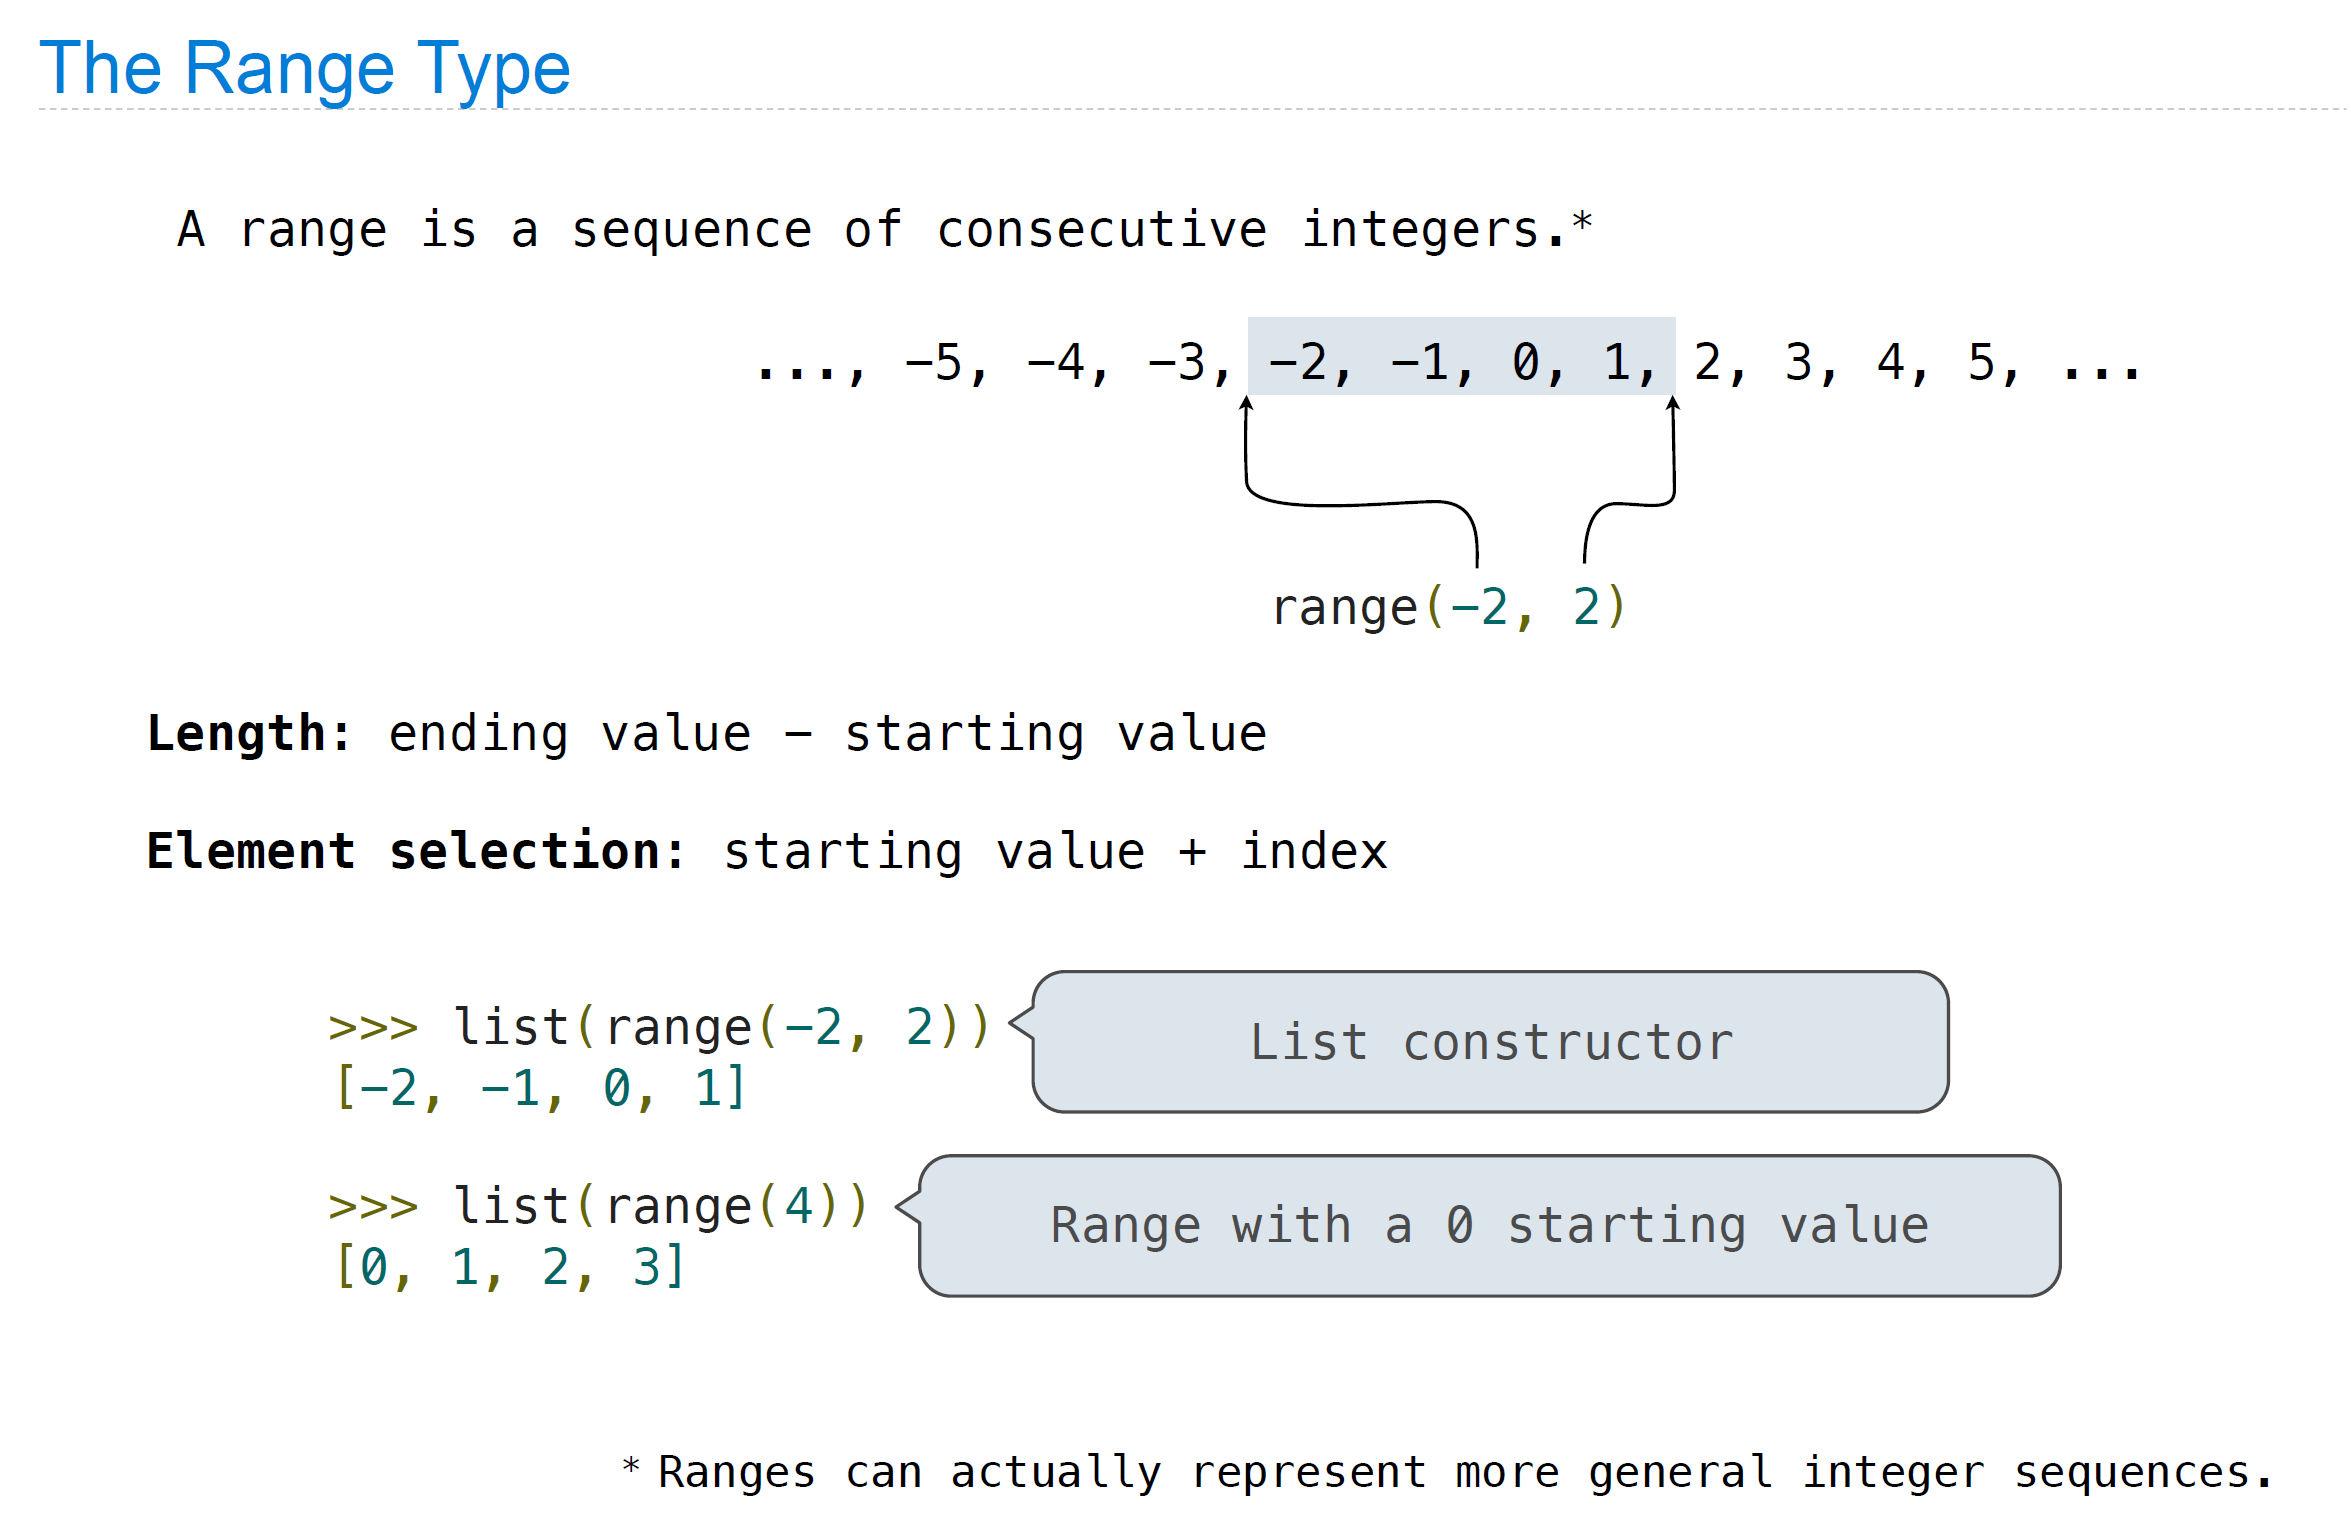 The Range Type
A range is a sequence of consecutive integers.*
..., −5, −4, −3, −2, −1, 0, 1, 2, 3, 4, 5, ...
range(−2, 2)
Length: ending value − starting value
Element selection: starting value + index
>>> list(range(−2, 2))
List constructor
[−2, −1, 0, 1]
>>> list(range(4))
Range with a 0 starting value
[0, 1, 2, 3]
* Ranges can actually represent more general integer sequences.